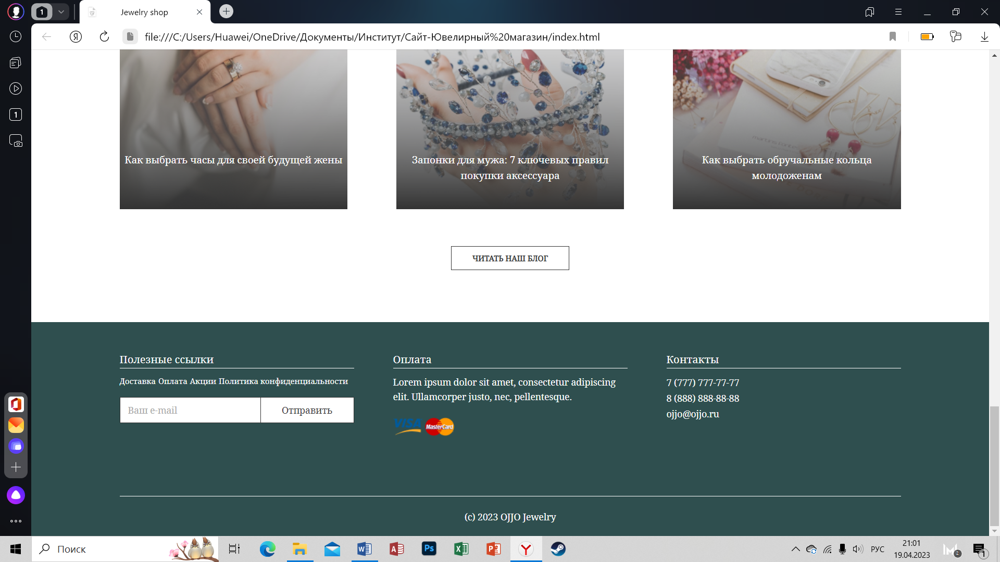 1
Jewelry shop
file:///C:/Users/Huawei/OneDrive/Документы/Институт/Сайт-Ювелирный%20магазин/index.html
1
Как выбрать часы для своей будущей жены
Запонки для мужа: 7 ключевых правил
покупки аксессуара
Как выбрать обручальные кольца
молодоженам
ЧИТАТЬ НАШ БЛОГ
Полезные ссылки
Доставка Оплата Акции Политика конфиденциальности
Ваш e-mail
Отправить
Оплата
Lorem ipsum dolor sit amet, consectetur adipiscing
elit. Ullamcorper justo, nec, pellentesque.
VISA MasterCard
Контакты
7 (777) 777-77-77
8 (888) 888-88-88
ojjo@ojjo.ru
(c) 2023 OJJO Jewelry
Поиск
РУС
21:01
19.04.2023
2
1